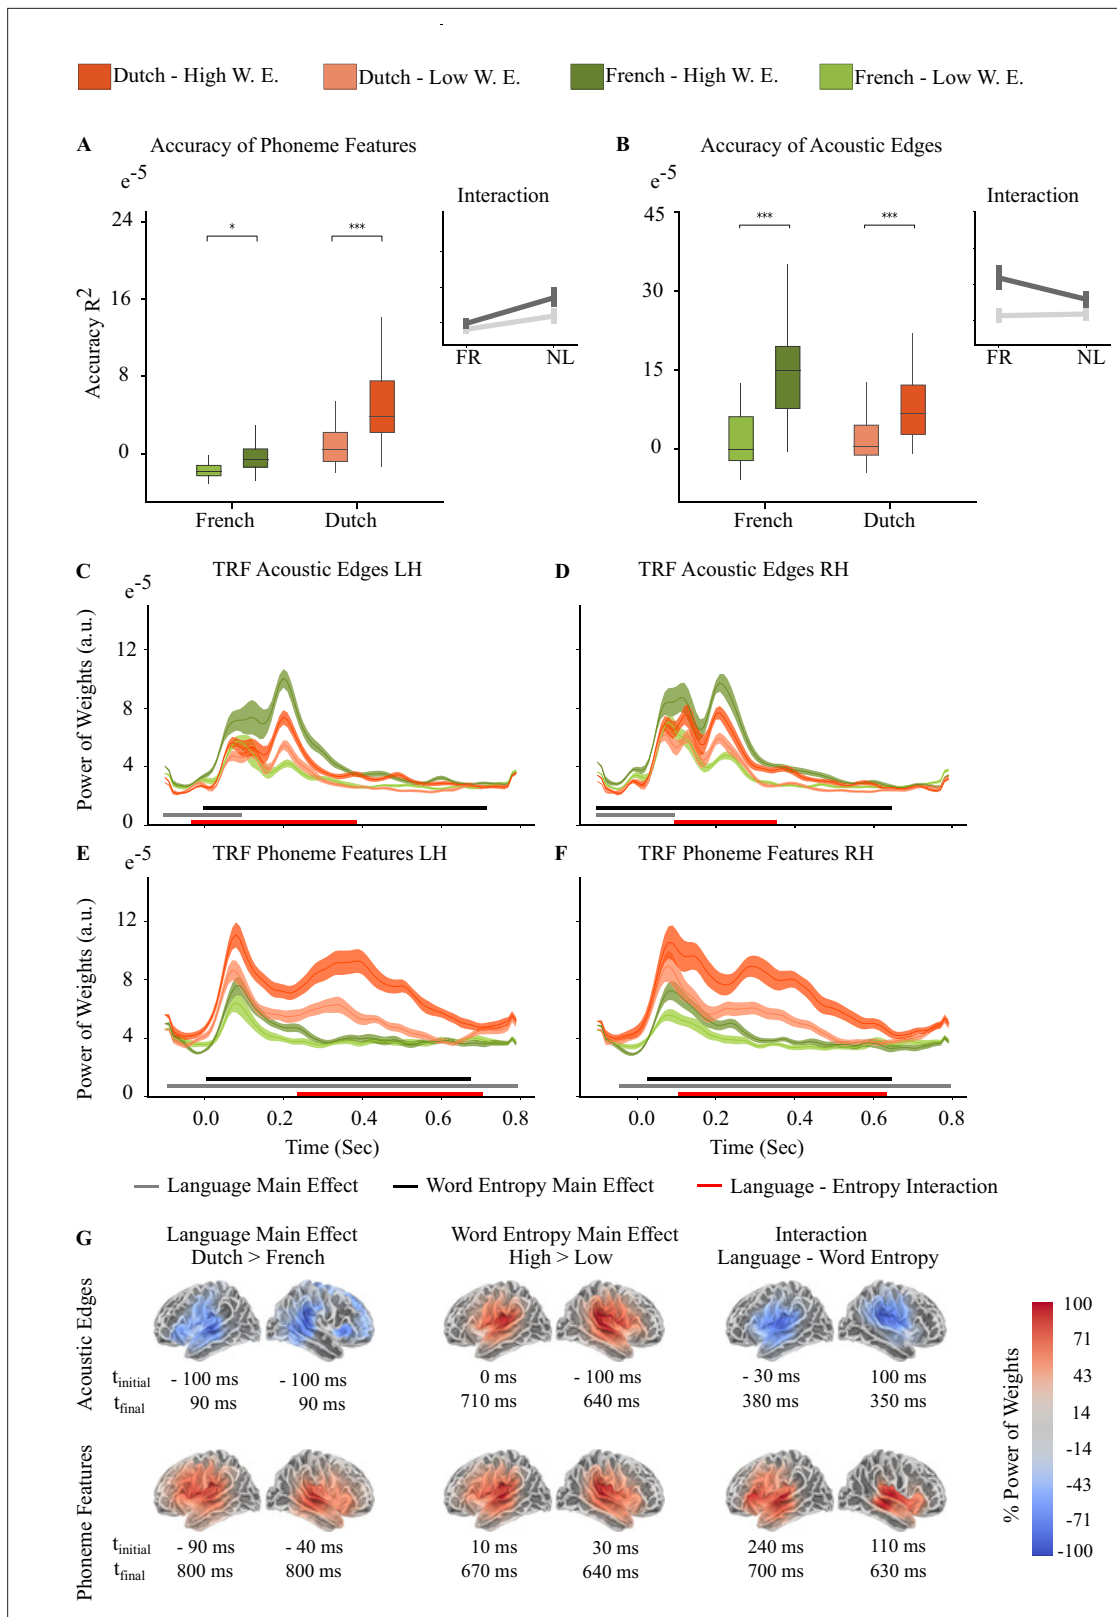 Dutch - High W. E. Dutch - Low W. E. French - High W. E. French - Low W. E.
A Accuracy of Phoneme Features
e-5
Accuracy R2
24
16
8
0
*
***
French Dutch
Interaction
FR NL
B Accuracy of Acoustic Edges
e-5
45
30
15
0
***
***
French Dutch
Interaction
FR NL
C TRF Acoustic Edges LH
e-5
Power of Weights (a.u.)
12
8
4
0
D TRF Acoustic Edges RH
E TRF Phoneme Features LH
e-5
Power of Weights (a.u.)
12
8
4
0
0.0 0.2 0.4 0.6 0.8
Time (Sec)
F TRF Phoneme Features RH
0.0 0.2 0.4 0.6 0.8
Time (Sec)
Language Main Effect Word Entropy Main Effect Language - Entropy Interaction
G
Language Main Effect Word Entropy Main Effect Interaction
Dutch > French High > Low Language - Word Entropy
Acoustic Edges
tinitial - 100 ms - 100 ms 0 ms - 100 ms - 30 ms 100 ms
tfinal 90 ms 90 ms 710 ms 640 ms 380 ms 350 ms
Phoneme Features
tinitial - 90 ms - 40 ms 10 ms 30 ms 240 ms 110 ms
tfinal 800 ms 800 ms 670 ms 640 ms 700 ms 630 ms
% Power of Weights
100
71
43
14
-14
-43
-71
-100